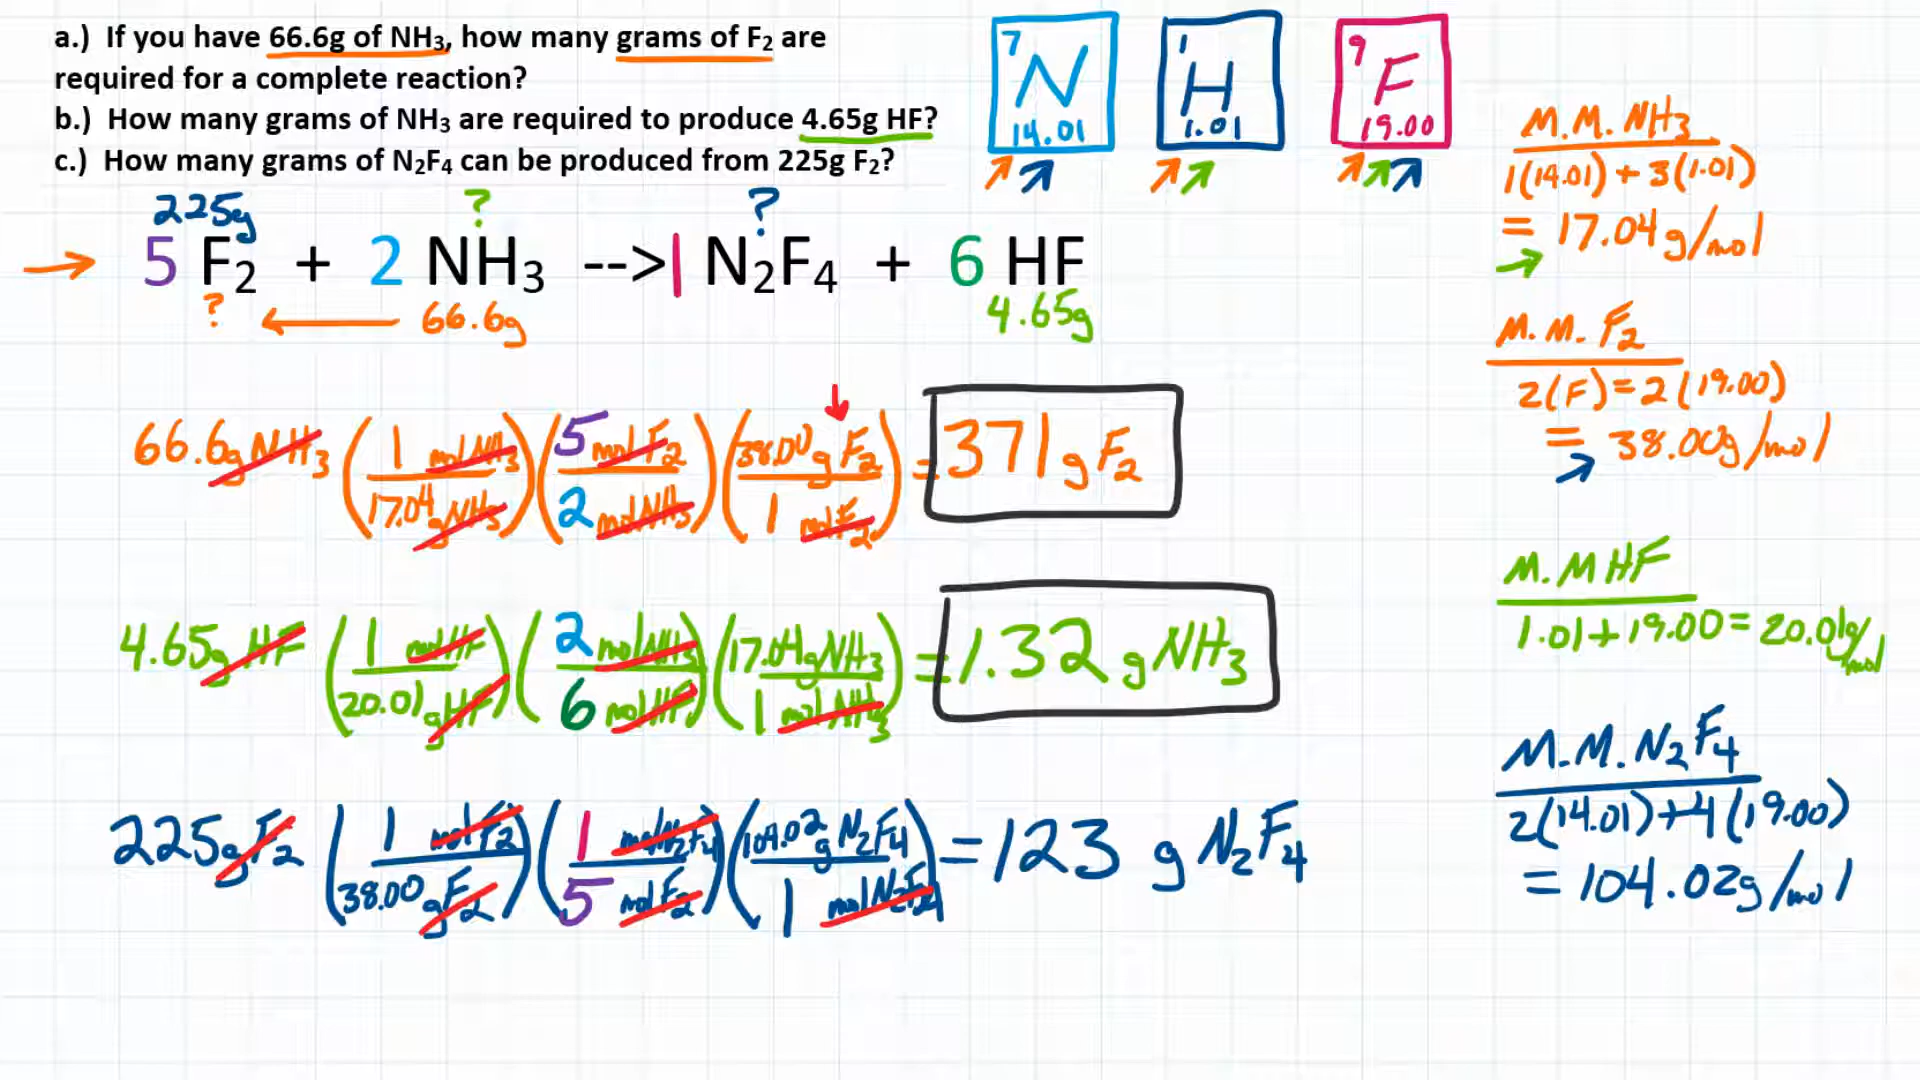 a.) If you have 66.6g of NH₃, how many grams of F₂ are
required for a complete reaction?
b.) How many grams of NH₃ are required to produce 4.65g HF?
c.) How many grams of N₂F₄ can be produced from 225g F₂?
7 N 14.01
1 H 1.01
9 F 19.00
225g ? ?
5 F₂ + 2 NH₃ -->1 N₂F₄ + 6 HF
? 66.6g 4.65g
66.6g NH₃ (1 mol NH₃ / 17.04 g NH₃) (5 mol F₂ / 2 mol NH₃) (38.00 g F₂ / 1 mol F₂) = 371 g F₂
4.65g HF (1 mol HF / 20.01 g HF) (2 mol NH₃ / 6 mol HF) (17.04 g NH₃ / 1 mol NH₃) = 1.32 g NH₃
225g F₂ (1 mol F₂ / 38.00 g F₂) (1 mol N₂F₄ / 5 mol F₂) (104.02 g N₂F₄ / 1 mol N₂F₄) = 123 g N₂F₄
M.M. NH₃
1(14.01) + 3(1.01)
= 17.04 g/mol
M.M. F₂
2(F) = 2(19.00)
= 38.00g/mol
M.M HF
1.01 + 19.00 = 20.01g/mol
M.M. N₂F₄
2(14.01) + 4(19.00)
= 104.02g/mol